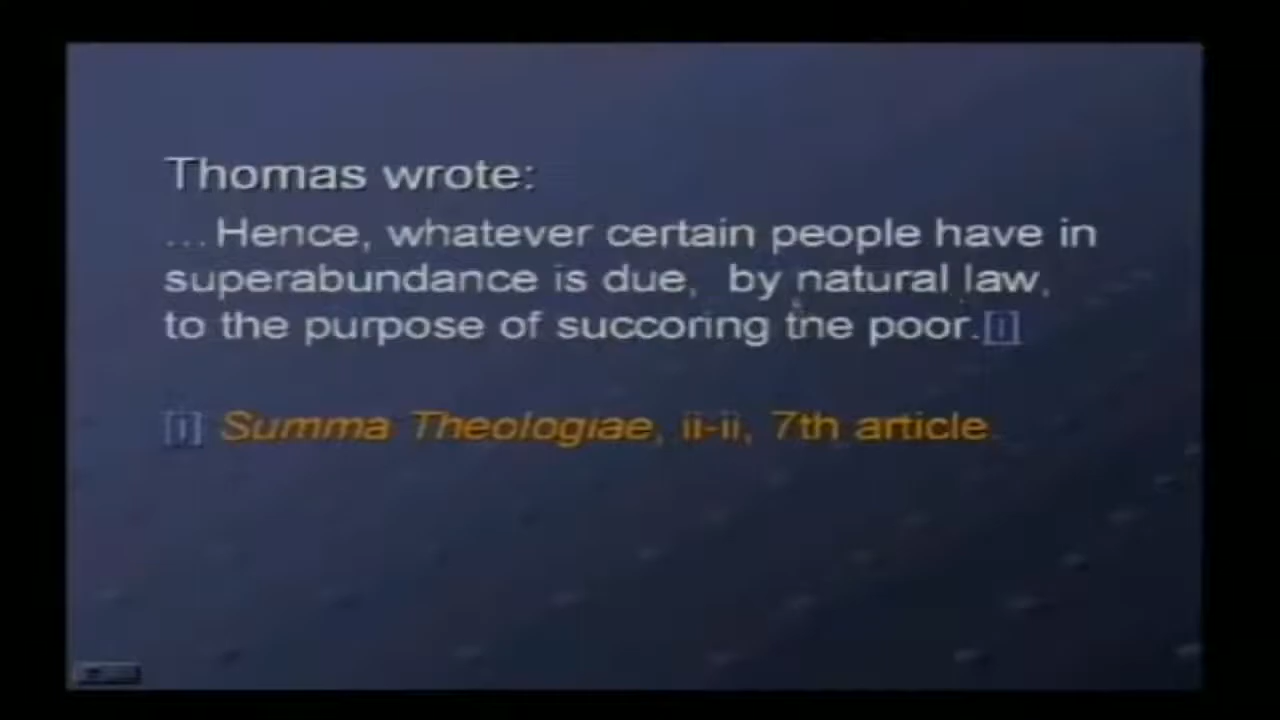 Thomas wrote:
...Hence, whatever certain people have in
superabundance is due, by natural law,
to the purpose of succoring the poor.[i]
[i] Summa Theologiae, ii-ii, 7th article.